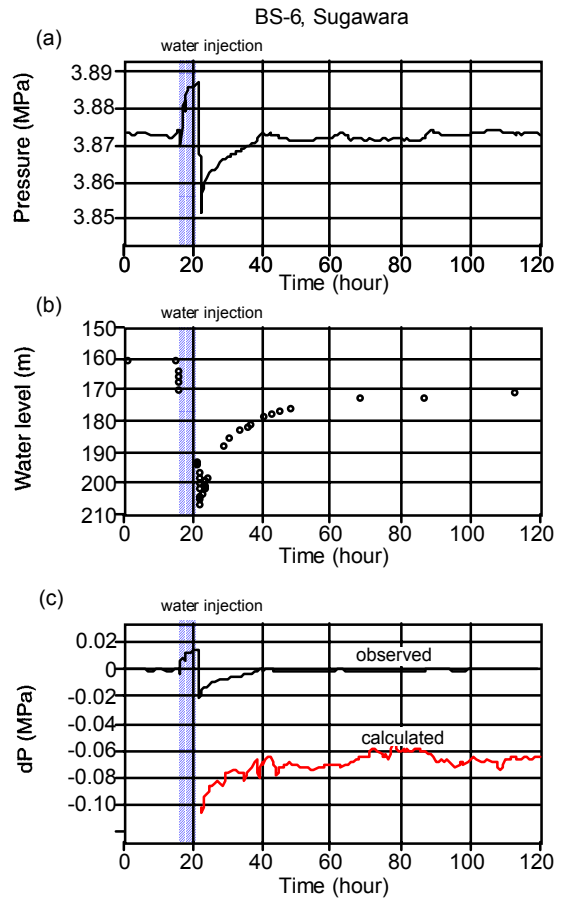 BS-6, Sugawara
(a)
water injection
3.89
3.88
3.87
3.86
3.85
Pressure (MPa)
0 20 40 60 80 100 120
Time (hour)
(b)
water injection
150
160
170
180
190
200
210
Water level (m)
0 20 40 60 80 100 120
Time (hour)
(c)
water injection
0.02
0
-0.02
-0.04
-0.06
-0.08
-0.10
dP (MPa)
observed
calculated
0 20 40 60 80 100 120
Time (hour)